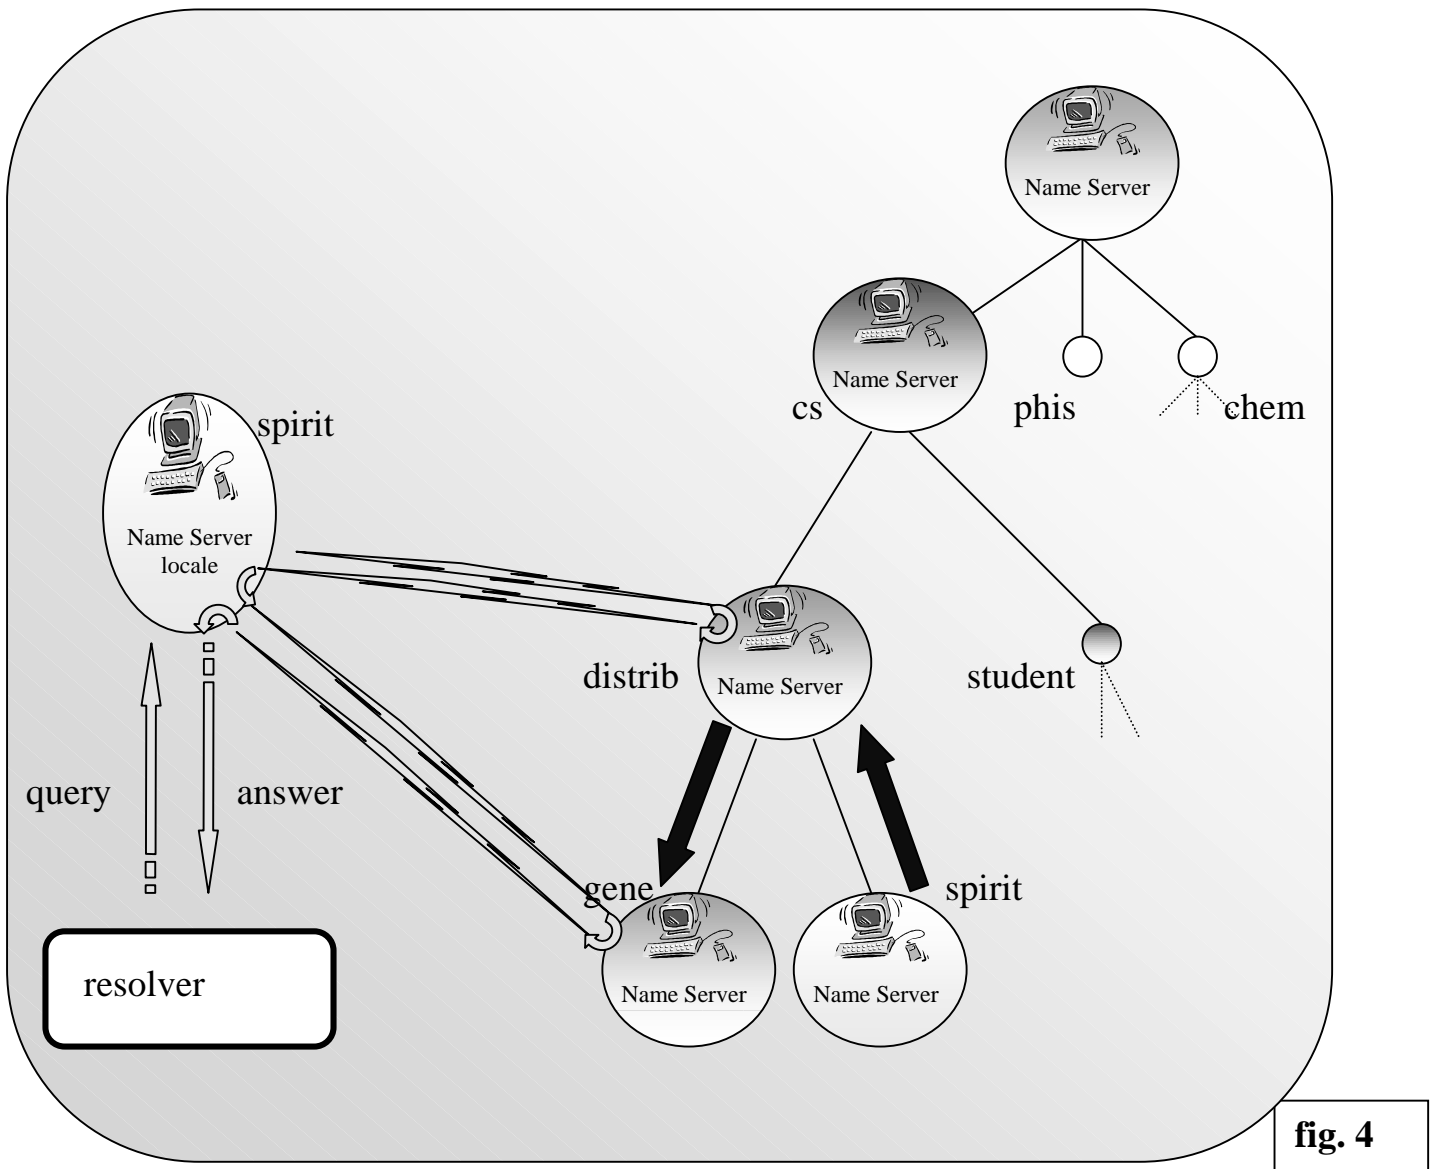 Name Server
Name Server
cs
phis
chem
spirit
Name Server
locale
distrib
Name Server
student
query
answer
gene
spirit
resolver
Name Server
Name Server
fig. 4